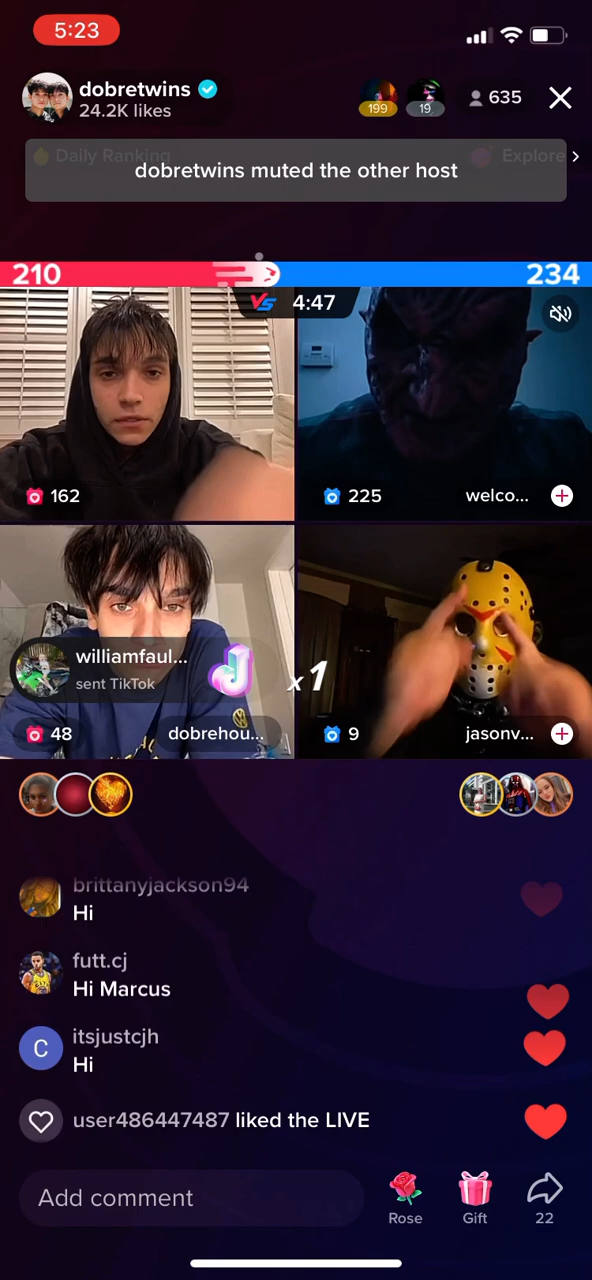 5:23
dobretwins
24.2K likes
199
19
635
Daily Ranking
Explore
dobretwins muted the other host
210
234
VS 4:47
162
225
welco...
williamfaul...
sent TikTok
x1
48
dobrehou...
9
jasonv...
brittanyjackson94
Hi
futt.cj
Hi Marcus
C
itsjustcjh
Hi
user486447487 liked the LIVE
Add comment
Rose
Gift
22